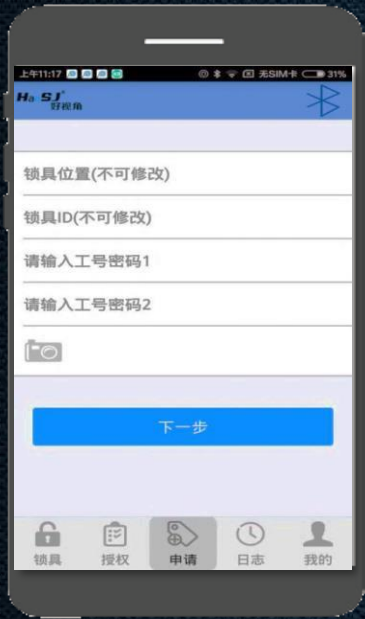 上午11:17 无SIM卡 31%
HaoSJ
好视角
锁具位置(不可修改)
锁具ID(不可修改)
请输入工号密码1
请输入工号密码2
下一步
锁具 授权 申请 日志 我的